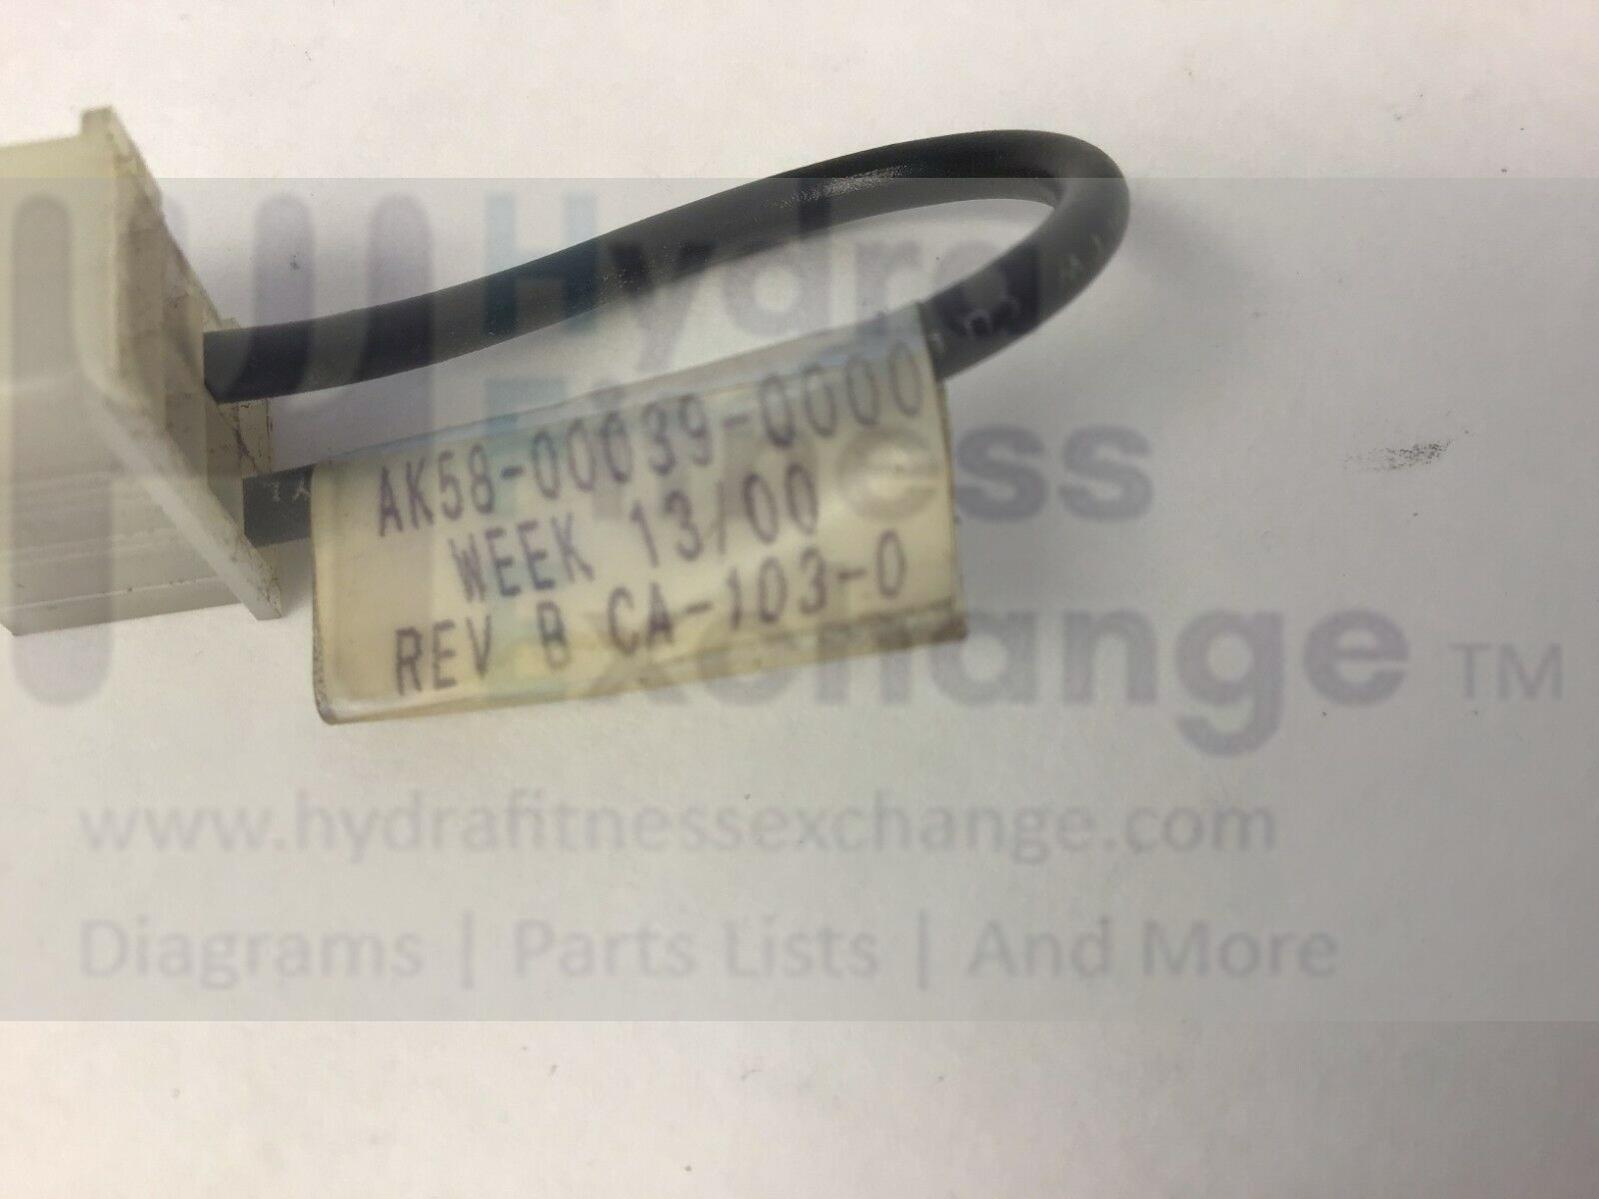 AK58-00039-0000
WEEK 13/00
REV B CA-103-0
Hydra
Fitness
Exchange TM
www.hydrafitnessexchange.com
Diagrams | Parts Lists | And More